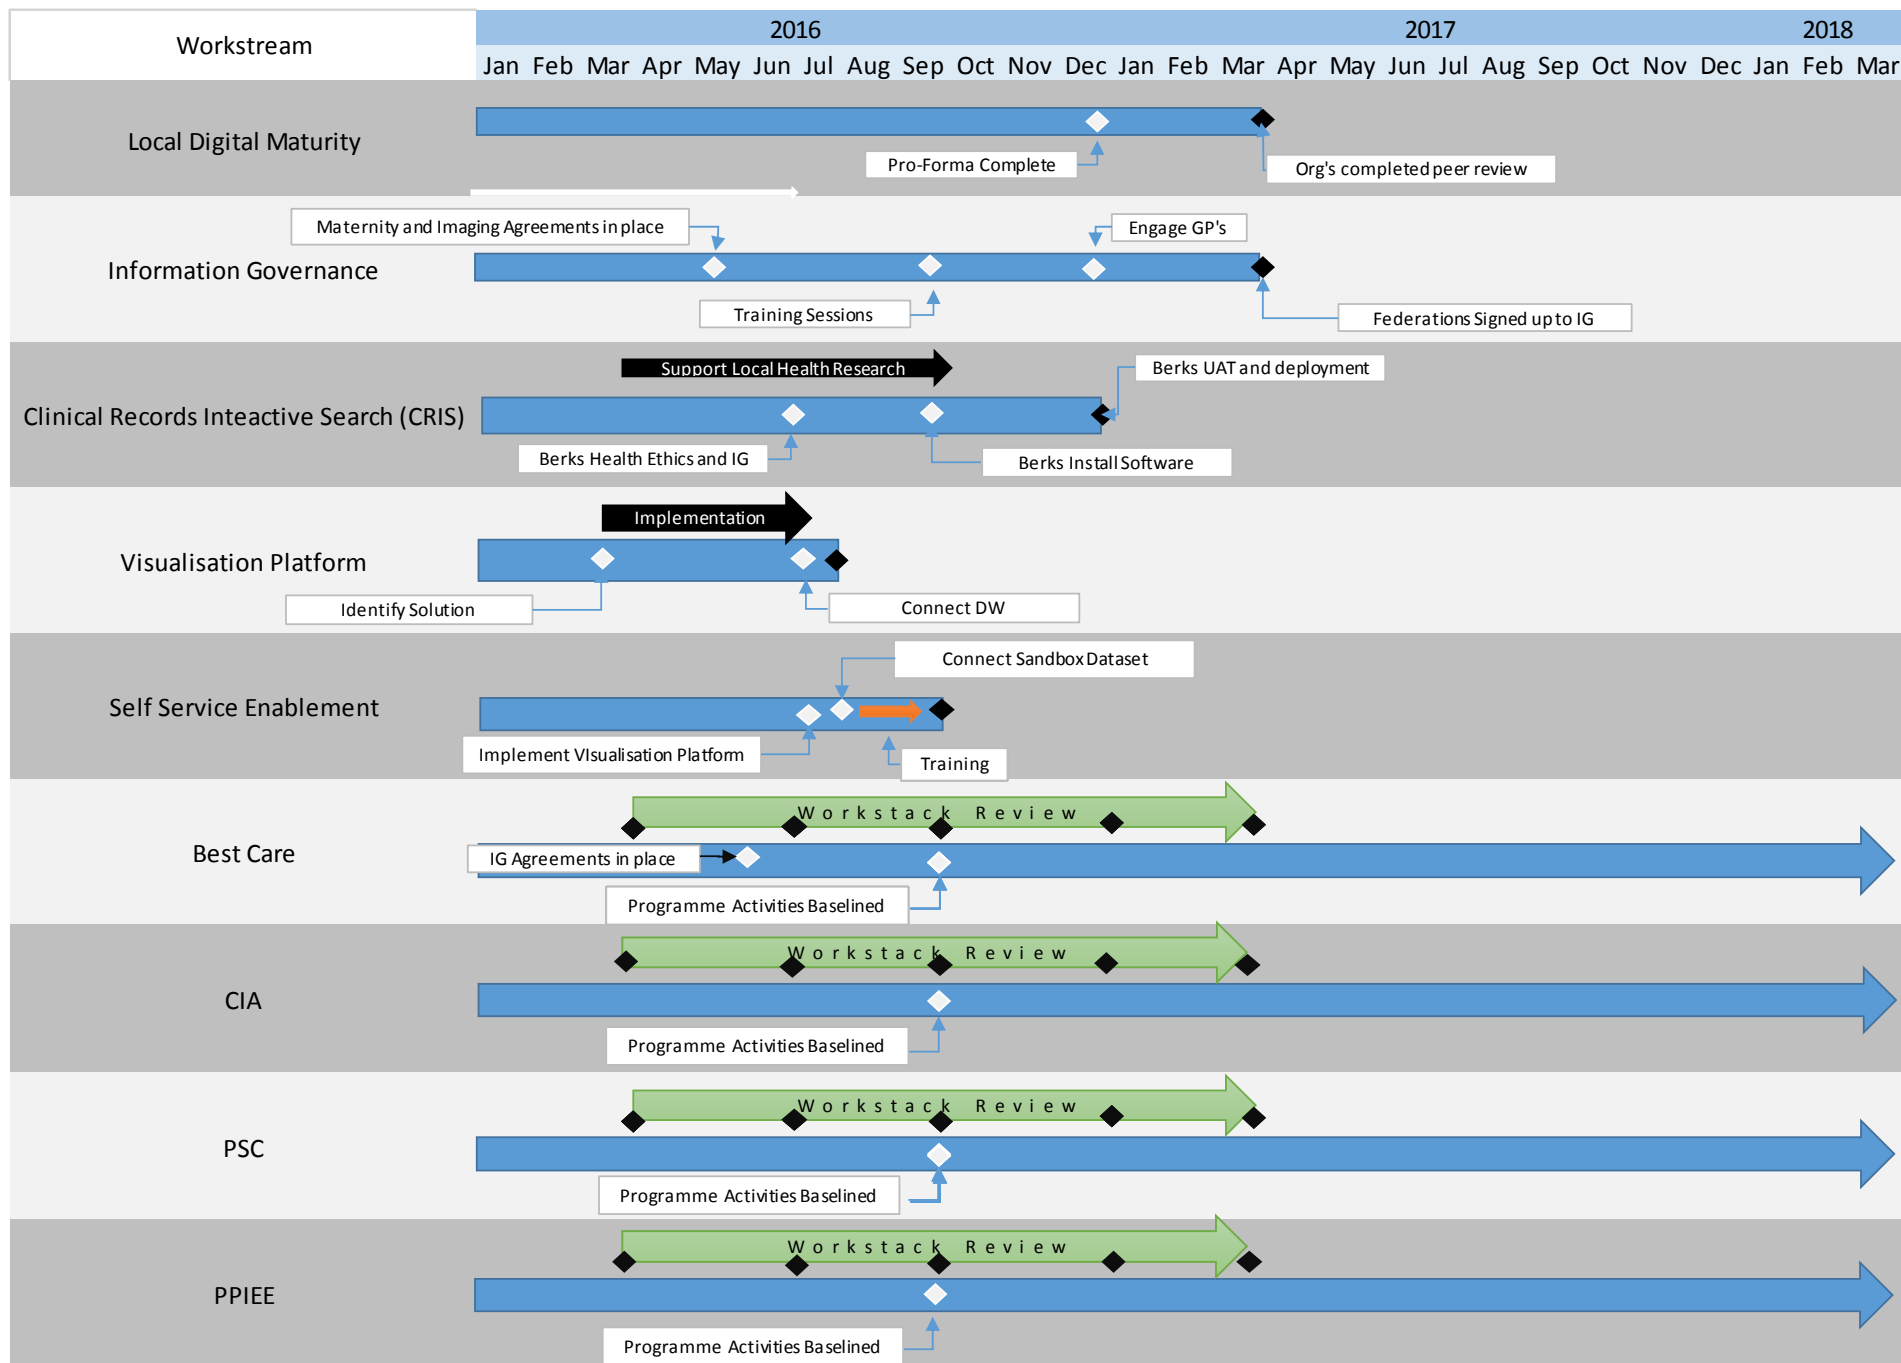 Workstream
2016 2017 2018
Jan Feb Mar Apr May Jun Jul Aug Sep Oct Nov Dec Jan Feb Mar Apr May Jun Jul Aug Sep Oct Nov Dec Jan Feb Mar
Local Digital Maturity
Pro-Forma Complete
Org's completed peer review
Maternity and Imaging Agreements in place
Engage GP's
Information Governance
Training Sessions
Federations Signed up to IG
Support Local Health Research
Berks UAT and deployment
Clinical Records Inteactive Search (CRIS)
Berks Health Ethics and IG
Berks Install Software
Implementation
Visualisation Platform
Identify Solution
Connect DW
Connect Sandbox Dataset
Self Service Enablement
Implement VIsualisation Platform
Training
Workstack Review
Best Care
IG Agreements in place
Programme Activities Baselined
Workstack Review
CIA
Programme Activities Baselined
Workstack Review
PSC
Programme Activities Baselined
Workstack Review
PPIEE
Programme Activities Baselined